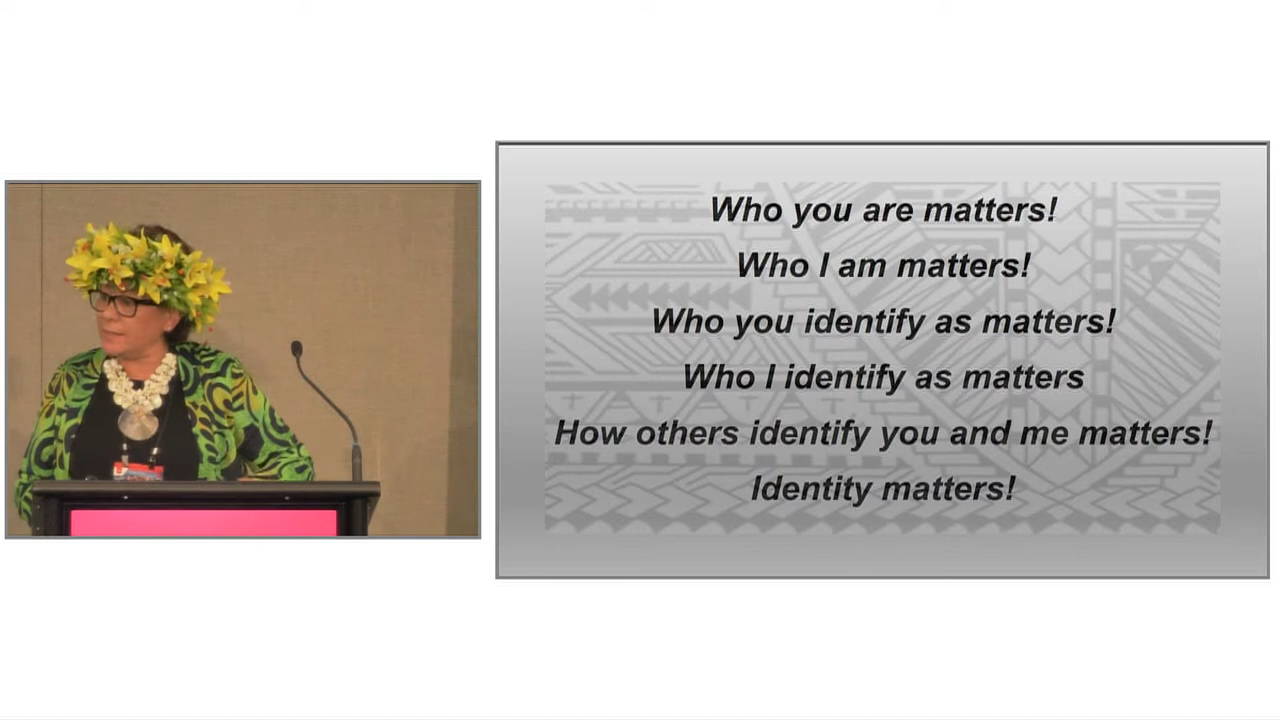 Who you are matters!
Who I am matters!
Who you identify as matters!
Who I identify as matters
How others identify you and me matters!
Identity matters!